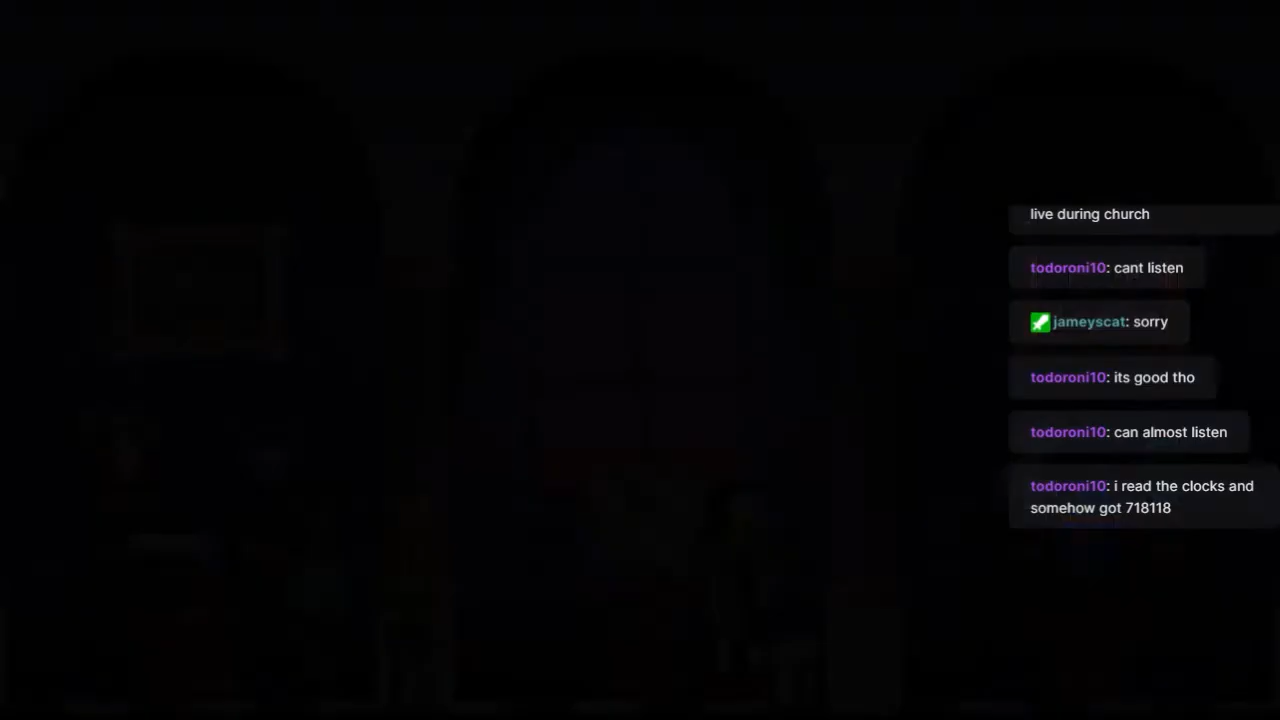 live during church
todoroni10: cant listen
jameyscat: sorry
todoroni10: its good tho
todoroni10: can almost listen
todoroni10: i read the clocks and
somehow got 718118